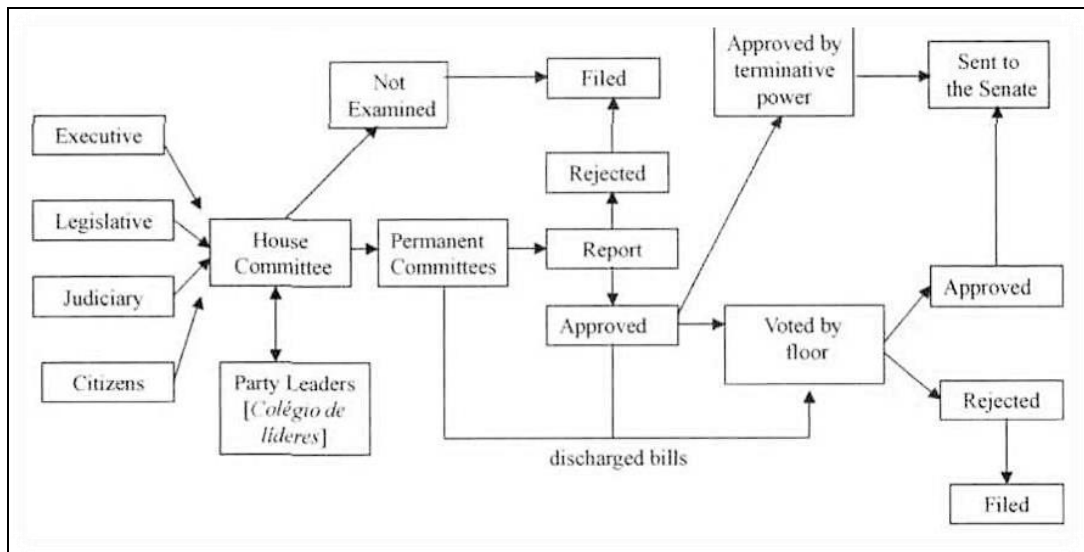 Executive
Legislative
Judiciary
Citizens
House
Committee
Party Leaders
[Colégio de
líderes]
Not
Examined
Permanent
Committees
Filed
Rejected
Report
Approved
discharged bills
Approved by
terminative
power
Voted by
floor
Sent to
the Senate
Approved
Rejected
Filed